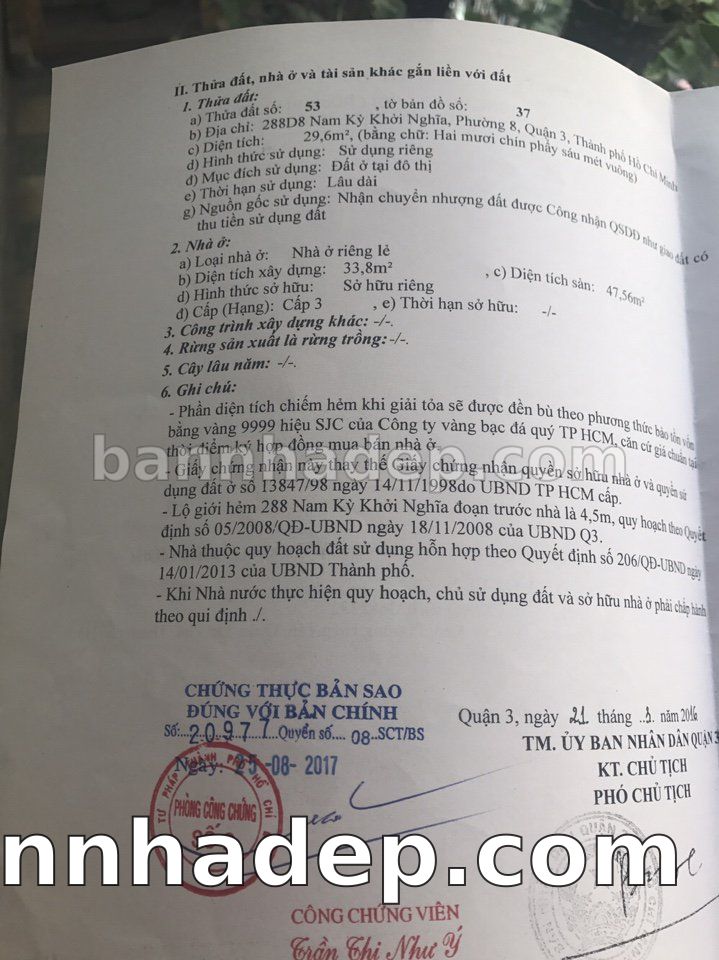 II. Thửa đất, nhà ở và tài sản khác gắn liền với đất
1. Thửa đất:
a) Thửa đất số: 53 , tờ bản đồ số: 37
b) Địa chỉ: 288D8 Nam Kỳ Khởi Nghĩa, Phường 8, Quận 3, Thành phố Hồ Chí Minh
c) Diện tích: 29,6m², (bằng chữ: Hai mươi chín phẩy sáu mét vuông)
d) Hình thức sử dụng: Sử dụng riêng
đ) Mục đích sử dụng: Đất ở tại đô thị
e) Thời hạn sử dụng: Lâu dài
g) Nguồn gốc sử dụng: Nhận chuyển nhượng đất được Công nhận QSDĐ như giao đất có
thu tiền sử dụng đất
2. Nhà ở:
a) Loại nhà ở: Nhà ở riêng lẻ
b) Diện tích xây dựng: 33,8m² , c) Diện tích sàn: 47,56m²
d) Hình thức sở hữu: Sở hữu riêng
đ) Cấp (Hạng): Cấp 3 , e) Thời hạn sở hữu: -/-
3. Công trình xây dựng khác: -/-.
4. Rừng sản xuất là rừng trồng: -/-.
5. Cây lâu năm: -/-.
6. Ghi chú:
- Phần diện tích chiếm hẻm khi giải tỏa sẽ được đền bù theo phương thức bảo tồn vốn
bằng vàng 9999 hiệu SJC của Công ty vàng bạc đá quý TP HCM, căn cứ giá chuẩn tại
thời điểm ký hợp đồng mua bán nhà ở.
bannhadep.com
- Giấy chứng nhận này thay thế Giấy chứng nhận quyền sở hữu nhà ở và quyền sử
dụng đất ở số 13847/98 ngày 14/11/1998do UBND TP HCM cấp.
- Lộ giới hẻm 288 Nam Kỳ Khởi Nghĩa đoạn trước nhà là 4,5m, quy hoạch theo Quyết
định số 05/2008/QĐ-UBND ngày 18/11/2008 của UBND Q3.
- Nhà thuộc quy hoạch đất sử dụng hỗn hợp theo Quyết định số 206/QĐ-UBND ngày
14/01/2013 của UBND Thành phố.
- Khi Nhà nước thực hiện quy hoạch, chủ sử dụng đất và sở hữu nhà ở phải chấp hành
theo qui định ./.
CHỨNG THỰC BẢN SAO
ĐÚNG VỚI BẢN CHÍNH
Số:...20977...Quyển số.... 08 -SCT/BS
Ngày: 25-08-2017
Quận 3, ngày 21 tháng 3 năm 2016
TM. ỦY BAN NHÂN DÂN QUẬN 3
KT. CHỦ TỊCH
PHÓ CHỦ TỊCH
PHÒNG CÔNG CHỨNG
nnhadep.com
CÔNG CHỨNG VIÊN
Trần Thị Như Ý